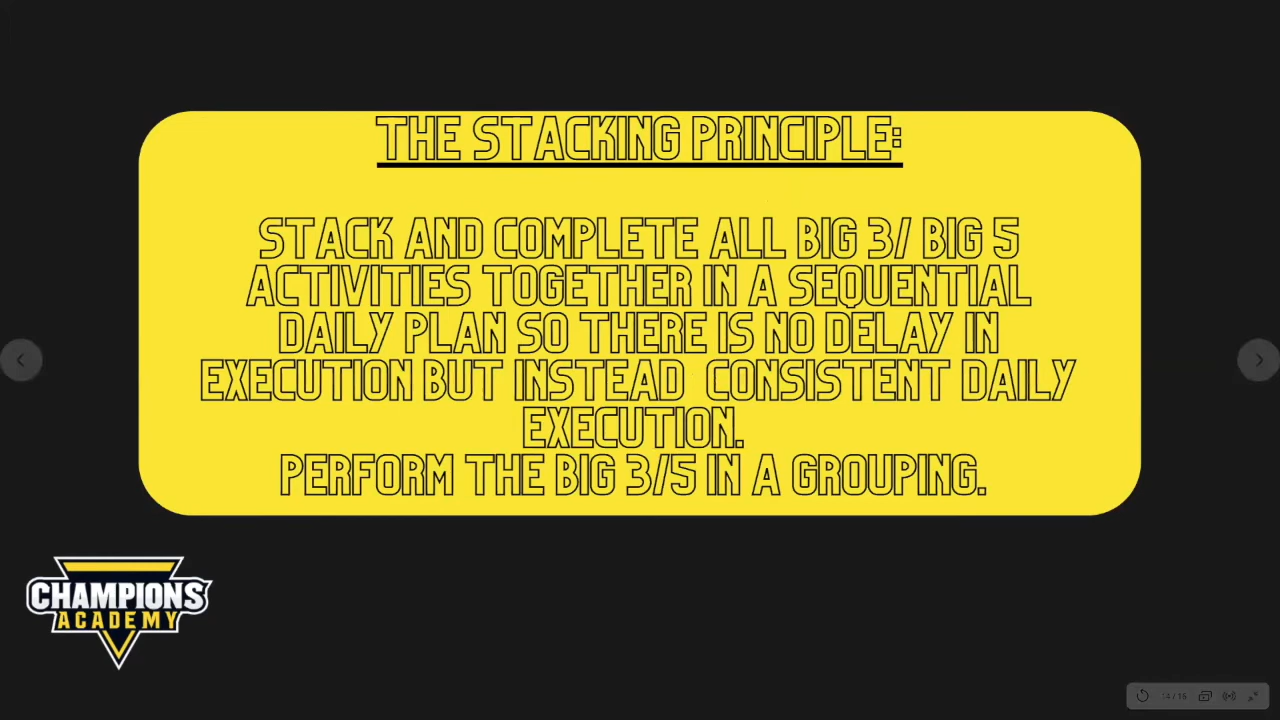 THE STACKING PRINCIPLE:
STACK AND COMPLETE ALL BIG 3/ BIG 5
ACTIVITIES TOGETHER IN A SEQUENTIAL
DAILY PLAN SO THERE IS NO DELAY IN
EXECUTION BUT INSTEAD CONSISTENT DAILY
EXECUTION.
PERFORM THE BIG 3/5 IN A GROUPING.
CHAMPIONS
ACADEMY